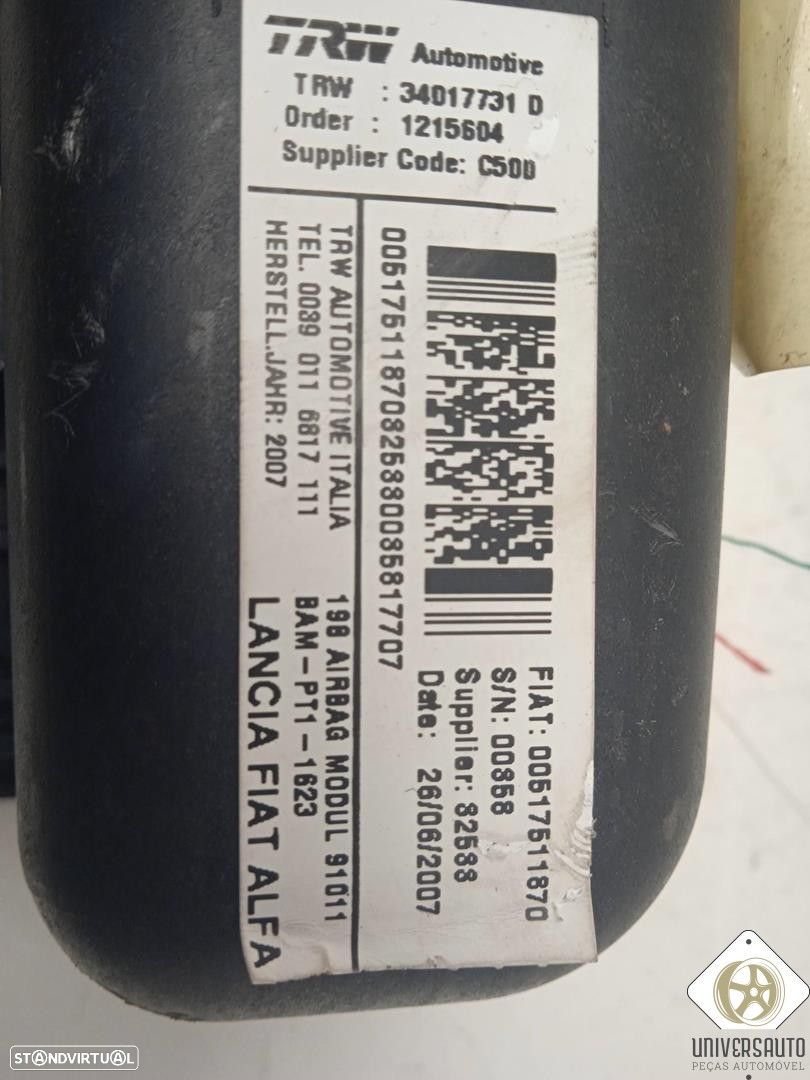 TRW Automotive
TRW : 34017731 D
Order : 1215604
Supplier Code: C50D
FIAT: 00517511870
S/N: 00858
Supplier: 82588
Date: 26/06/2007
00517511870825880085817707
TRW AUTOMOTIVE ITALIA
TEL. 0039 011 6817 111
HERSTELL.JAHR: 2007
198 AIRBAG MODUL 91011
BAM-PT1-1623
LANCIA FIAT ALFA
STANDVIRTUAL
UNIVERSAUTO
PEÇAS AUTOMÓVEL